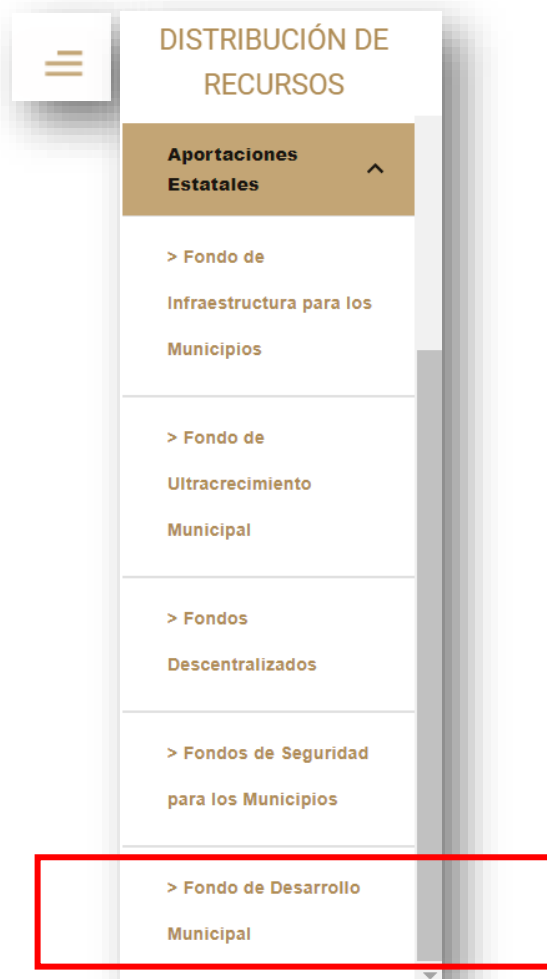 DISTRIBUCIÓN DE
RECURSOS
Aportaciones
Estatales
> Fondo de
Infraestructura para los
Municipios
> Fondo de
Ultracrecimiento
Municipal
> Fondos
Descentralizados
> Fondos de Seguridad
para los Municipios
> Fondo de Desarrollo
Municipal